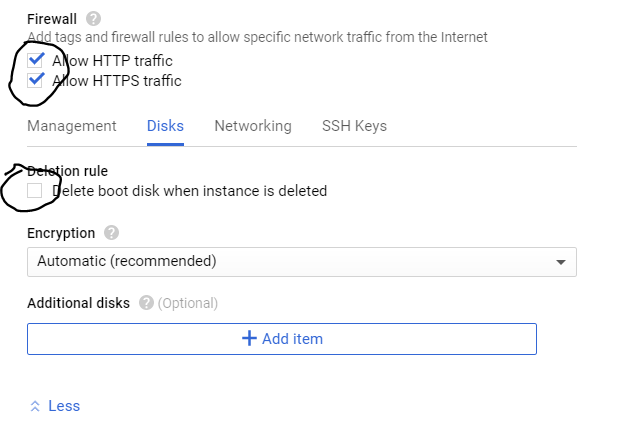 Firewall ?
Add tags and firewall rules to allow specific network traffic from the Internet
Allow HTTP traffic
Allow HTTPS traffic
Management Disks Networking SSH Keys
Deletion rule
Delete boot disk when instance is deleted
Encryption ?
Automatic (recommended)
Additional disks ? (Optional)
+ Add item
Less